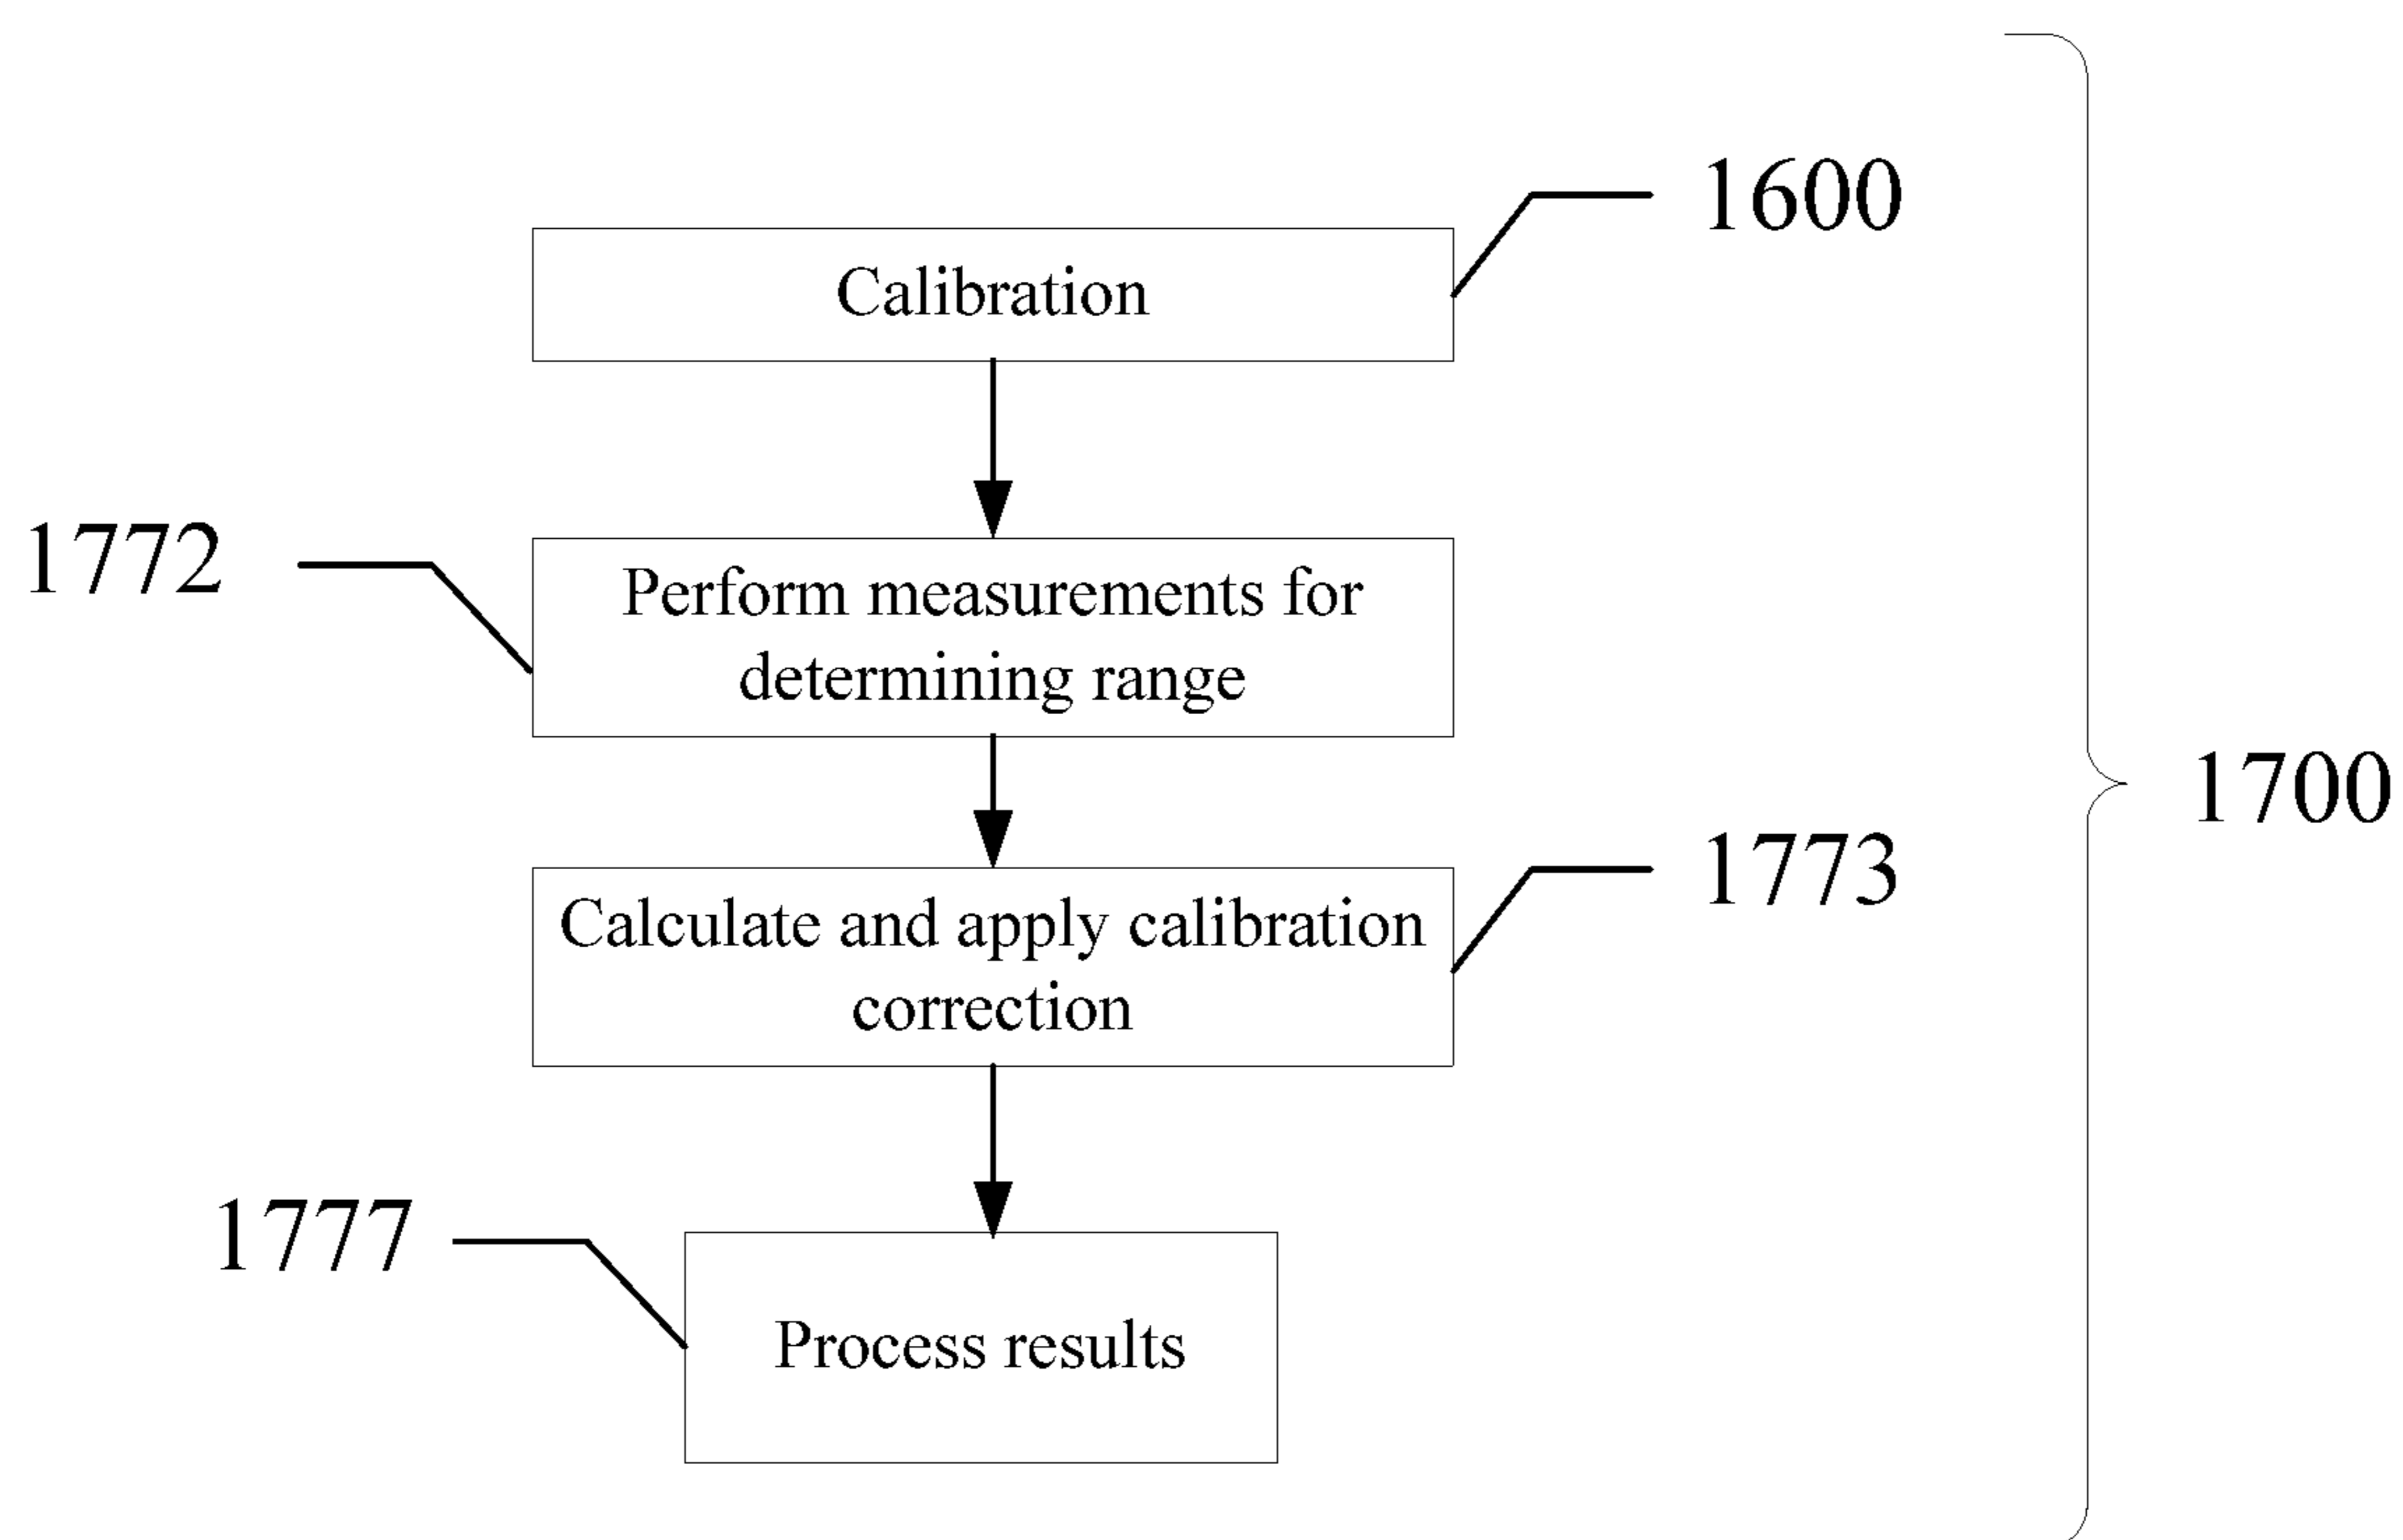 1600
Calibration
1772
Perform measurements for
determining range
1700
1773
Calculate and apply calibration
correction
1777
Process results